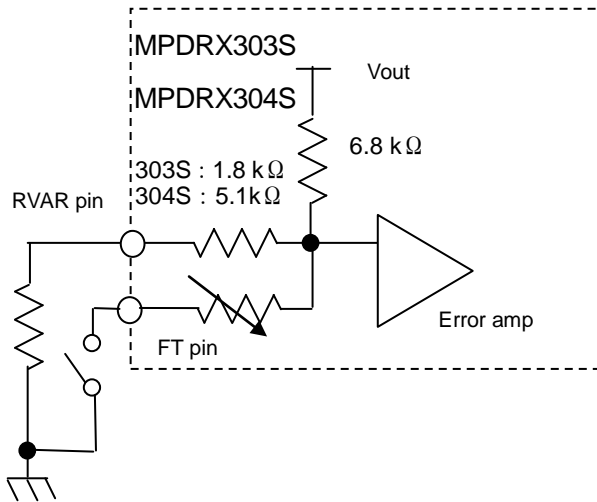 MPDRX303S
Vout
MPDRX304S
6.8 kΩ
303S : 1.8 kΩ
304S : 5.1kΩ
RVAR pin
Error amp
FT pin